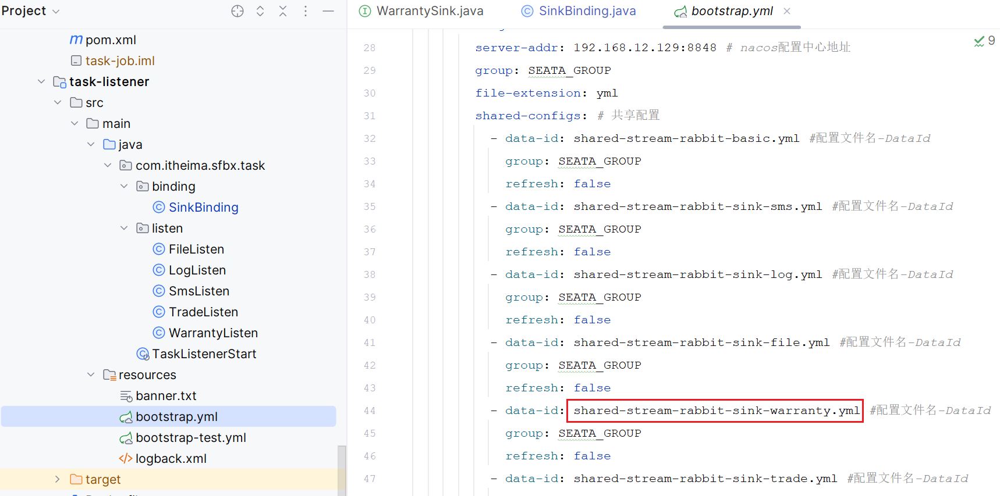 Project
pom.xml
task-job.iml
task-listener
src
main
java
com.itheima.sfbx.task
binding
SinkBinding
listen
FileListen
LogListen
SmsListen
TradeListen
WarrantyListen
TaskListenerStart
resources
banner.txt
bootstrap.yml
bootstrap-test.yml
logback.xml
target
WarrantySink.java
SinkBinding.java
bootstrap.yml
9
28 server-addr: 192.168.12.129:8848 # nacos配置中心地址
29 group: SEATA_GROUP
30 file-extension: yml
31 shared-configs: # 共享配置
32 - data-id: shared-stream-rabbit-basic.yml #配置文件名-DataId
33 group: SEATA_GROUP
34 refresh: false
35 - data-id: shared-stream-rabbit-sink-sms.yml #配置文件名-DataId
36 group: SEATA_GROUP
37 refresh: false
38 - data-id: shared-stream-rabbit-sink-log.yml #配置文件名-DataId
39 group: SEATA_GROUP
40 refresh: false
41 - data-id: shared-stream-rabbit-sink-file.yml #配置文件名-DataId
42 group: SEATA_GROUP
43 refresh: false
44 - data-id: shared-stream-rabbit-sink-warranty.yml #配置文件名-DataId
45 group: SEATA_GROUP
46 refresh: false
47 - data-id: shared-stream-rabbit-sink-trade.yml #配置文件名-DataId